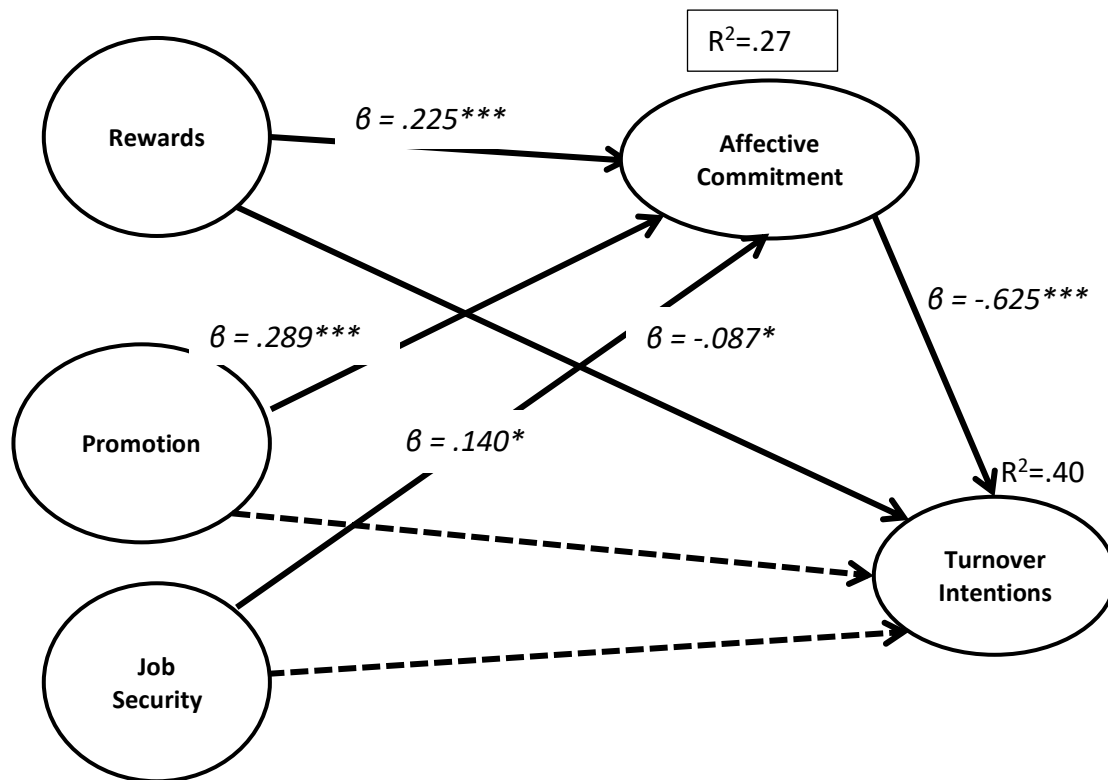 R²=.27
Rewards
β = .225***
Affective
Commitment
β = -.625***
β = .289***
β = -.087*
Promotion
β = .140*
R²=.40
Turnover
Intentions
Job
Security